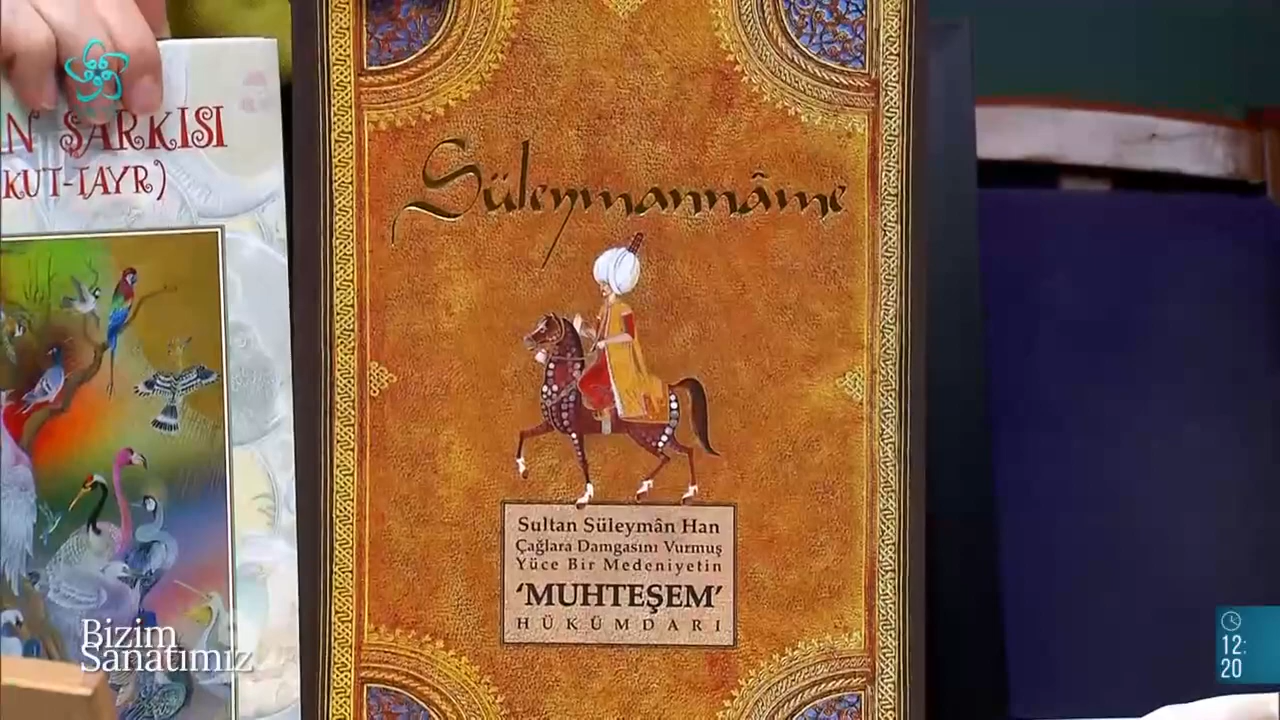 N ŞARKISI
KUT-TAYR)
Süleymannâme
Sultan Süleymân Han
Çağlara Damgasını Vurmuş
Yüce Bir Medeniyetin
‘MUHTEŞEM’
HÜKÜMDARI
Bizim
Sanatımız
12:
20